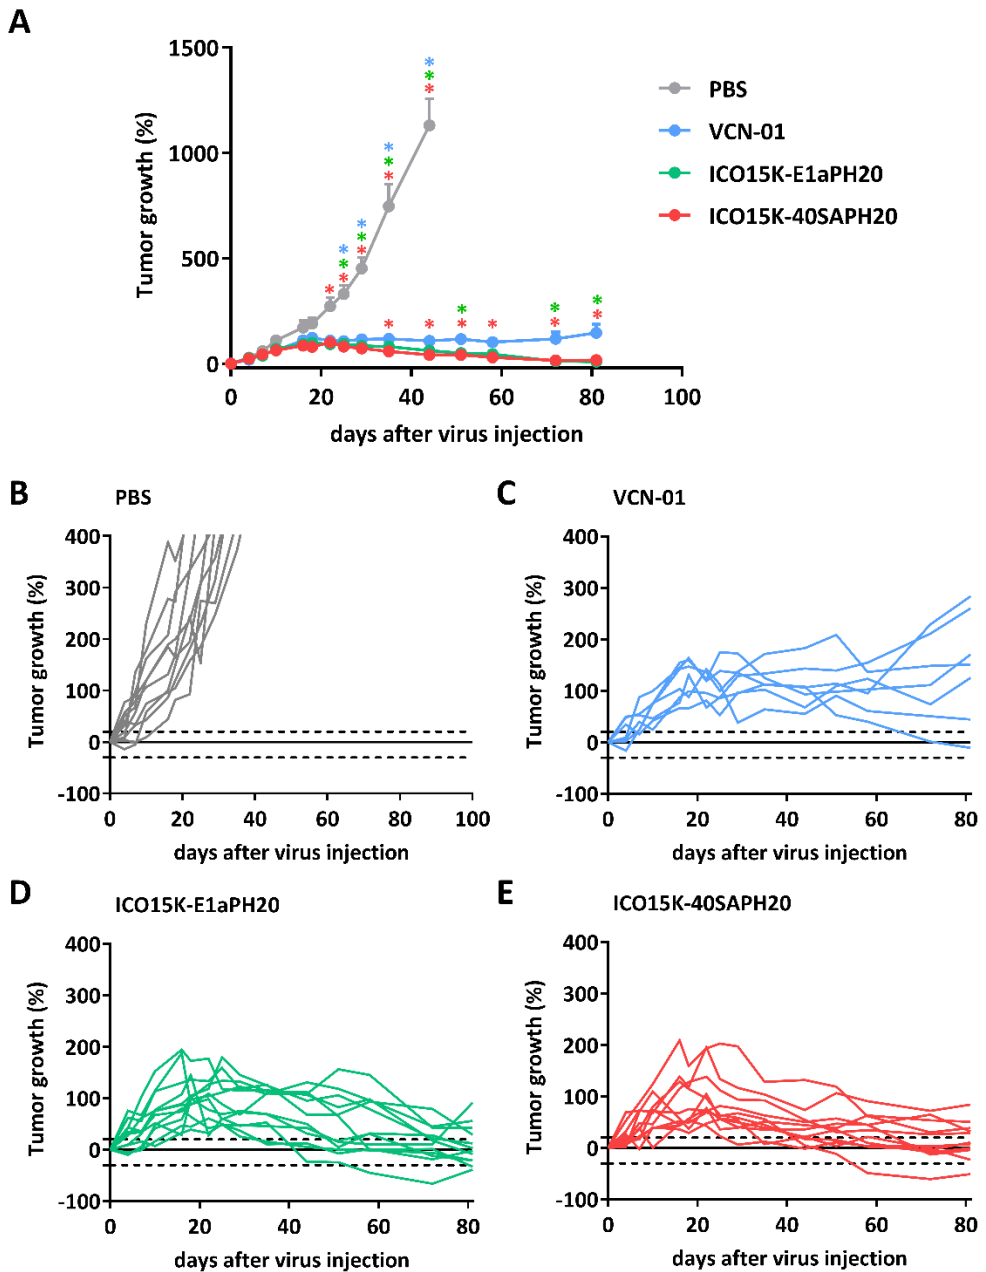 A
1500
1000
500
0
Tumor growth (%)
* * *
* * *
* * *
* * *
*
* * * * * *
* * *
0 20 40 60 80 100
days after virus injection
PBS
VCN-01
ICO15K-E1aPH20
ICO15K-40SAPH20
B
PBS
400
300
200
100
0
-100
Tumor growth (%)
0 20 40 60 80 100
days after virus injection
C
VCN-01
400
300
200
100
0
-100
Tumor growth (%)
0 20 40 60 80
days after virus injection
D
ICO15K-E1aPH20
400
300
200
100
0
-100
Tumor growth (%)
0 20 40 60 80
days after virus injection
E
ICO15K-40SAPH20
400
300
200
100
0
-100
Tumor growth (%)
0 20 40 60 80
days after virus injection